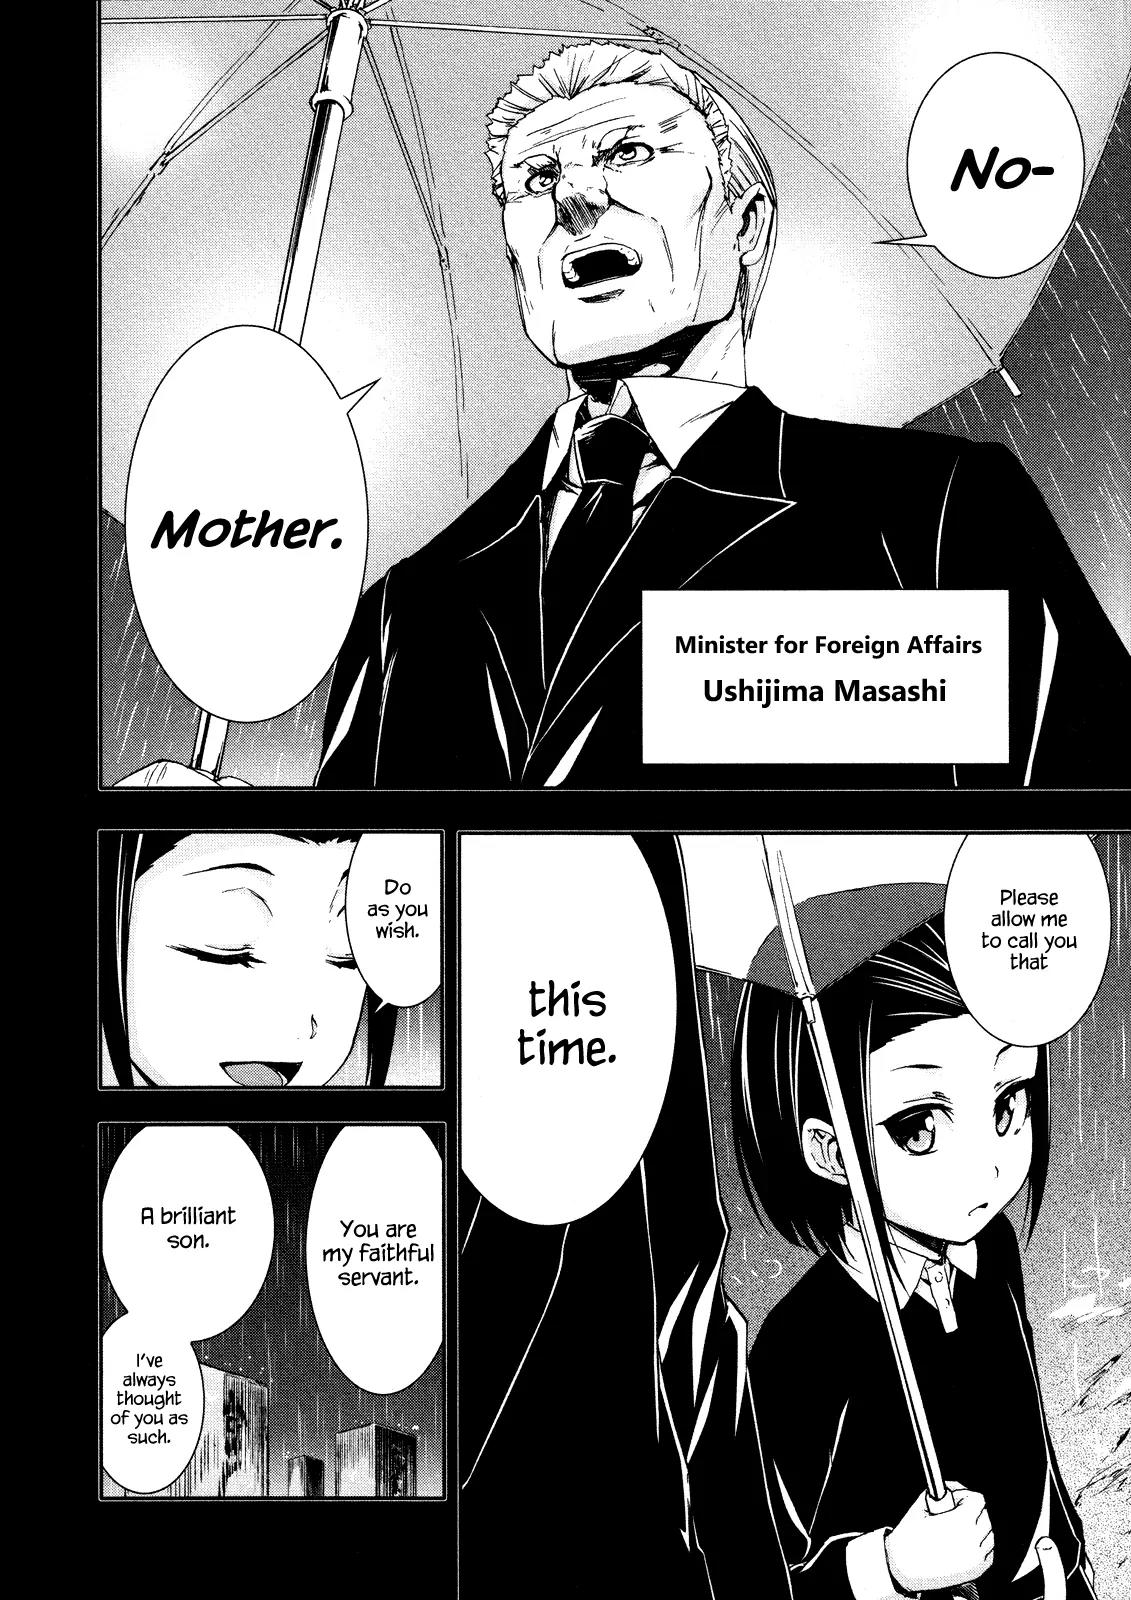 No-
Mother.
Minister for Foreign Affairs
Ushijima Masashi
Please
allow me
to call you
that
this
time.
Do
as you
wish.
You are
my faithful
servant.
A brilliant
son.
I've
always
thought
of you as
such.